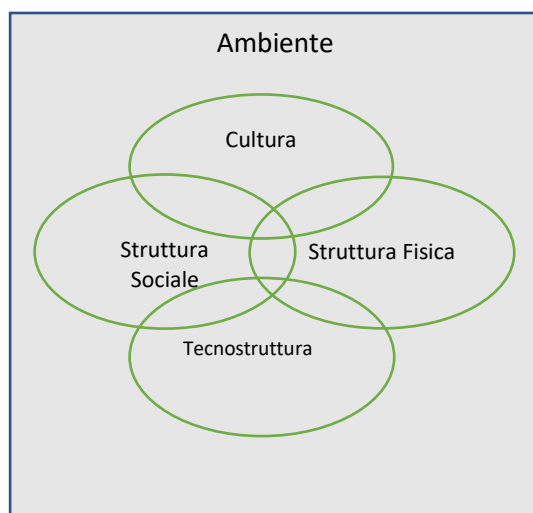 Ambiente
Cultura
Struttura
Sociale
Struttura Fisica
Tecnostruttura